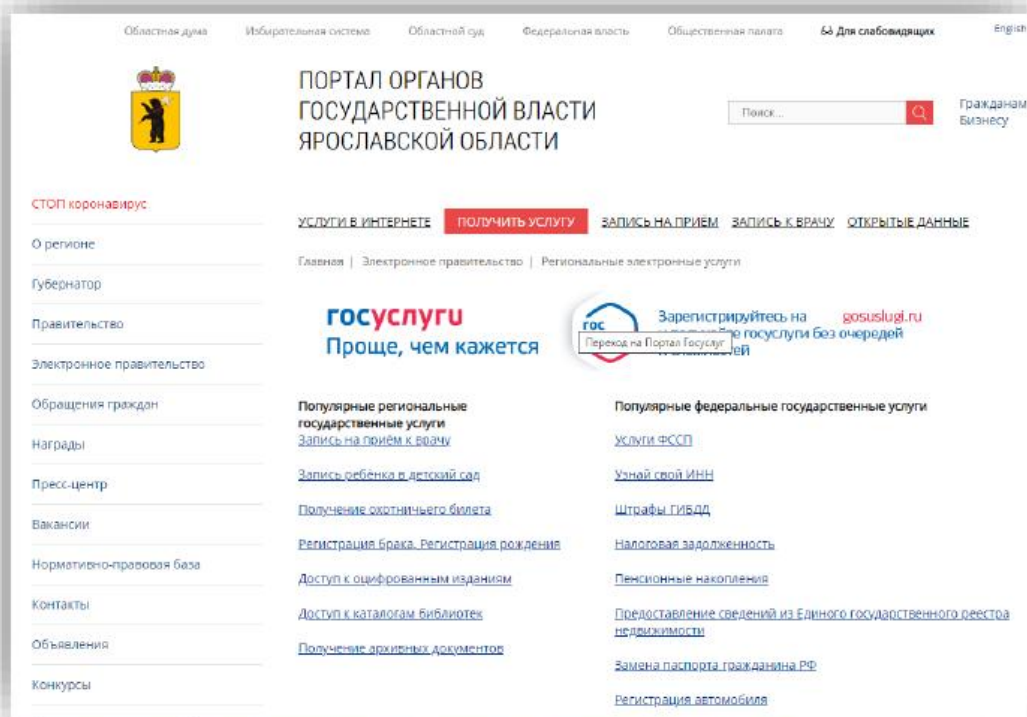 Областная дума Избирательная система Областной суд Федеральная власть Общественная палата Для слабовидящих English
ПОРТАЛ ОРГАНОВ
ГОСУДАРСТВЕННОЙ ВЛАСТИ
ЯРОСЛАВСКОЙ ОБЛАСТИ
Поиск...
Гражданам
Бизнесу
СТОП коронавирус
О регионе
Губернатор
Правительство
Электронное правительство
Обращения граждан
Награды
Пресс-центр
Вакансии
Нормативно-правовая база
Контакты
Объявления
Конкурсы
УСЛУГИ В ИНТЕРНЕТЕ ПОЛУЧИТЬ УСЛУГУ ЗАПИСЬ НА ПРИЁМ ЗАПИСЬ К ВРАЧУ ОТКРЫТЫЕ ДАННЫЕ
Главная | Электронное правительство | Региональные электронные услуги
госуслуги
Проще, чем кажется
гос
Переход на Портал Госуслуг
Зарегистрируйтесь на gosuslugi.ru
госуслуги без очередей
Популярные региональные
государственные услуги
Запись на приём к врачу
Запись ребёнка в детский сад
Получение охотничьего билета
Регистрация брака. Регистрация рождения
Доступ к оцифрованным изданиям
Доступ к каталогам библиотек
Получение архивных документов
Популярные федеральные государственные услуги
Услуги ФССП
Узнай свой ИНН
Штрафы ГИБДД
Налоговая задолженность
Пенсионные накопления
Предоставление сведений из Единого государственного реестра
недвижимости
Замена паспорта гражданина РФ
Регистрация автомобиля